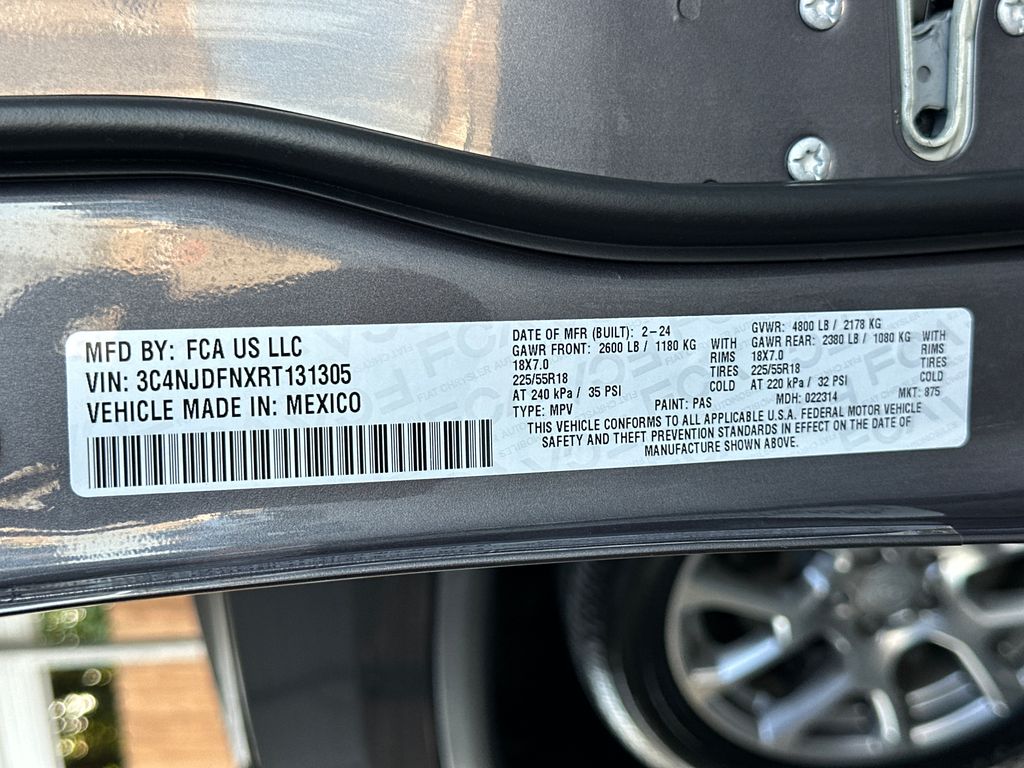 MFD BY: FCA US LLC
VIN: 3C4NJDFNXRT131305
VEHICLE MADE IN: MEXICO
DATE OF MFR (BUILT): 2-24
GVWR: 4800 LB / 2178 KG
GAWR FRONT: 2600 LB / 1180 KG WITH
GAWR REAR: 2380 LB / 1080 KG WITH
18X7.0 RIMS
18X7.0 RIMS
225/55R18 TIRES
225/55R18 TIRES
AT 240 kPa / 35 PSI COLD
AT 220 kPa / 32 PSI COLD
TYPE: MPV PAINT: PAS MDH: 022314 MKT: 875
THIS VEHICLE CONFORMS TO ALL APPLICABLE U.S.A. FEDERAL MOTOR VEHICLE
SAFETY AND THEFT PREVENTION STANDARDS IN EFFECT ON THE DATE OF
MANUFACTURE SHOWN ABOVE.